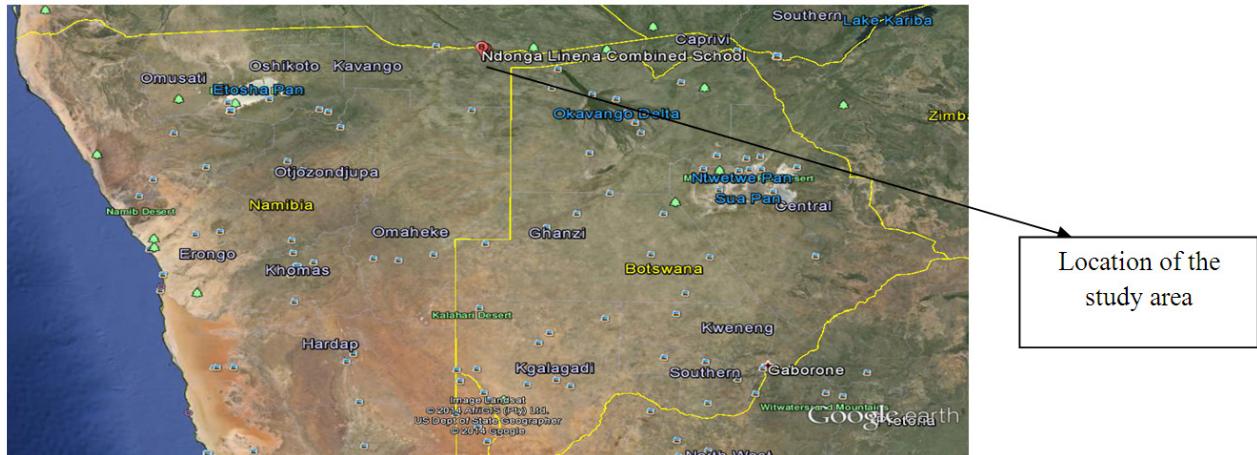 Southern
Lake Kariba
Caprivi
Ndonga Linena Combined School
Oshikoto
Kavango
Omusati
Etosha Pan
Okavango Delta
Zimba
Otjozondjupa
Ntwetwe Pan
Sua Pan
Central
Namib Desert
Namibia
Omaheke
Ghanzi
Erongo
Khomas
Botswana
Kalahari Desert
Kweneng
Hardap
Kgalagadi
Southern
Gaborone
Image Landsat
© 2014 AfriGIS (Pty) Ltd.
US Dept of State Geographer
© 2014 Google
Witwatersrand Mountains
Google earth
Pretoria
North West
Location of the
study area